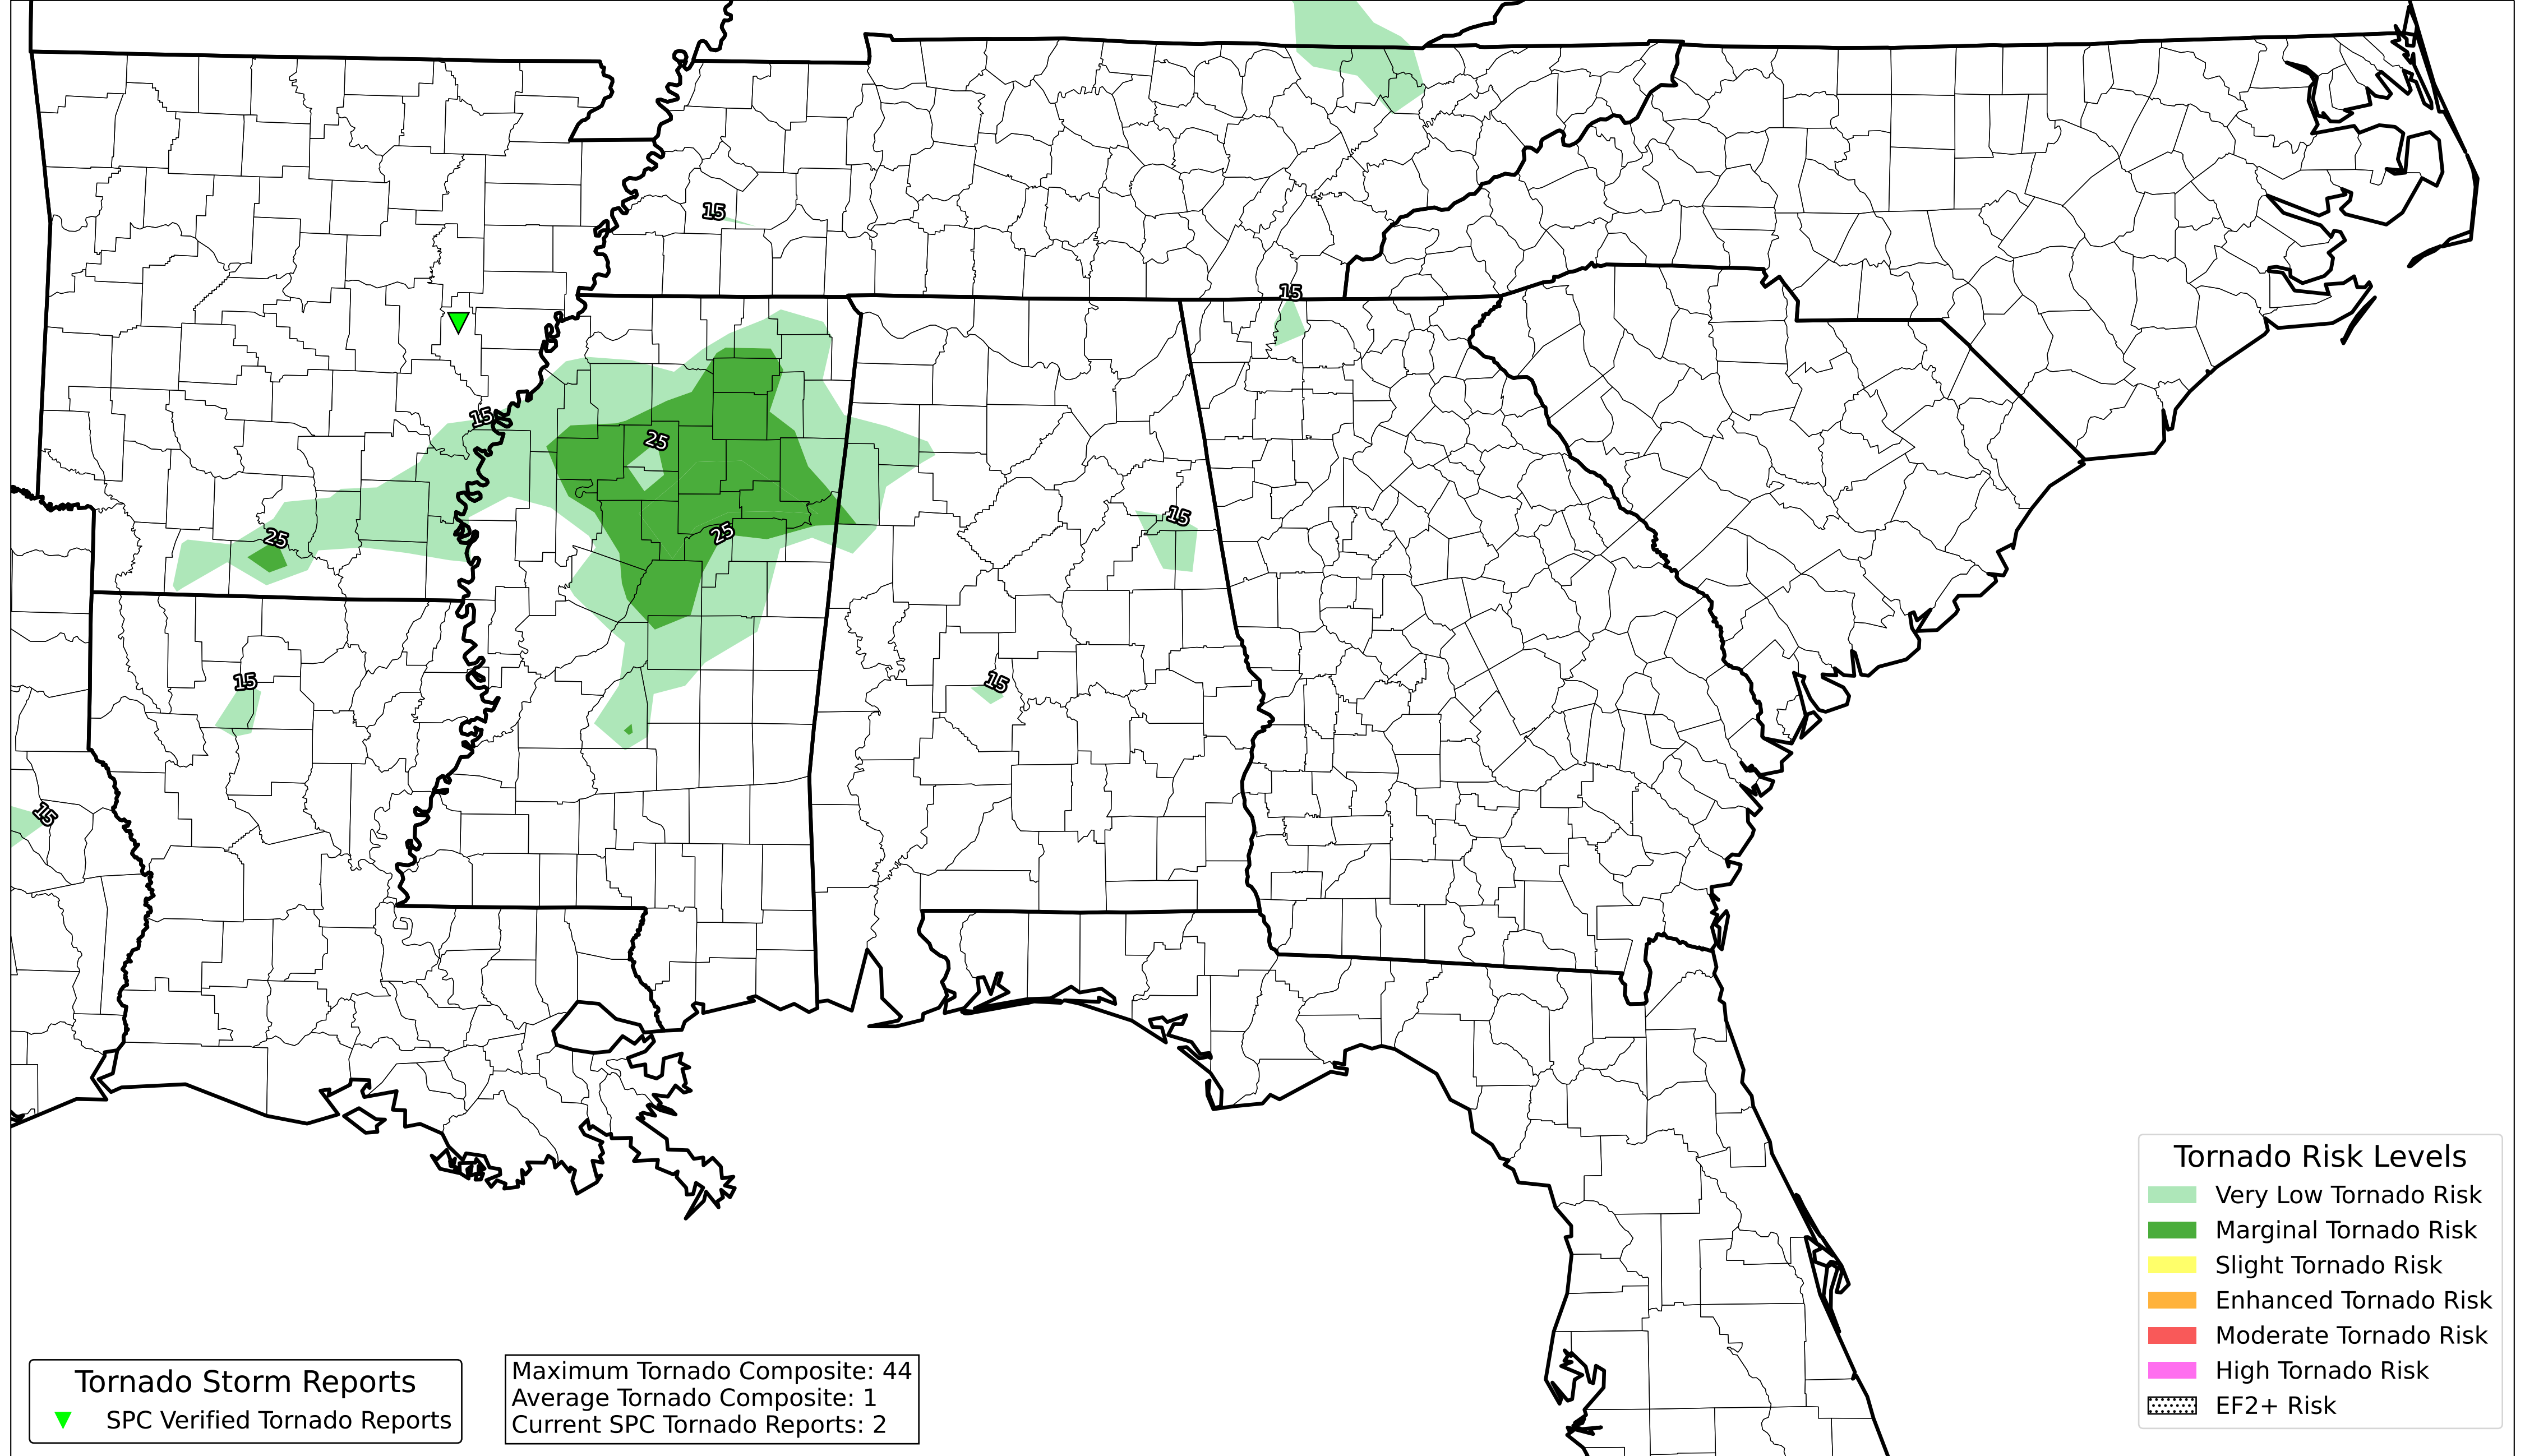 15
15
15
25
25
25
15
15
15
15
Tornado Risk Levels
Very Low Tornado Risk
Marginal Tornado Risk
Slight Tornado Risk
Enhanced Tornado Risk
Moderate Tornado Risk
High Tornado Risk
EF2+ Risk
Tornado Storm Reports
SPC Verified Tornado Reports
Maximum Tornado Composite: 44
Average Tornado Composite: 1
Current SPC Tornado Reports: 2